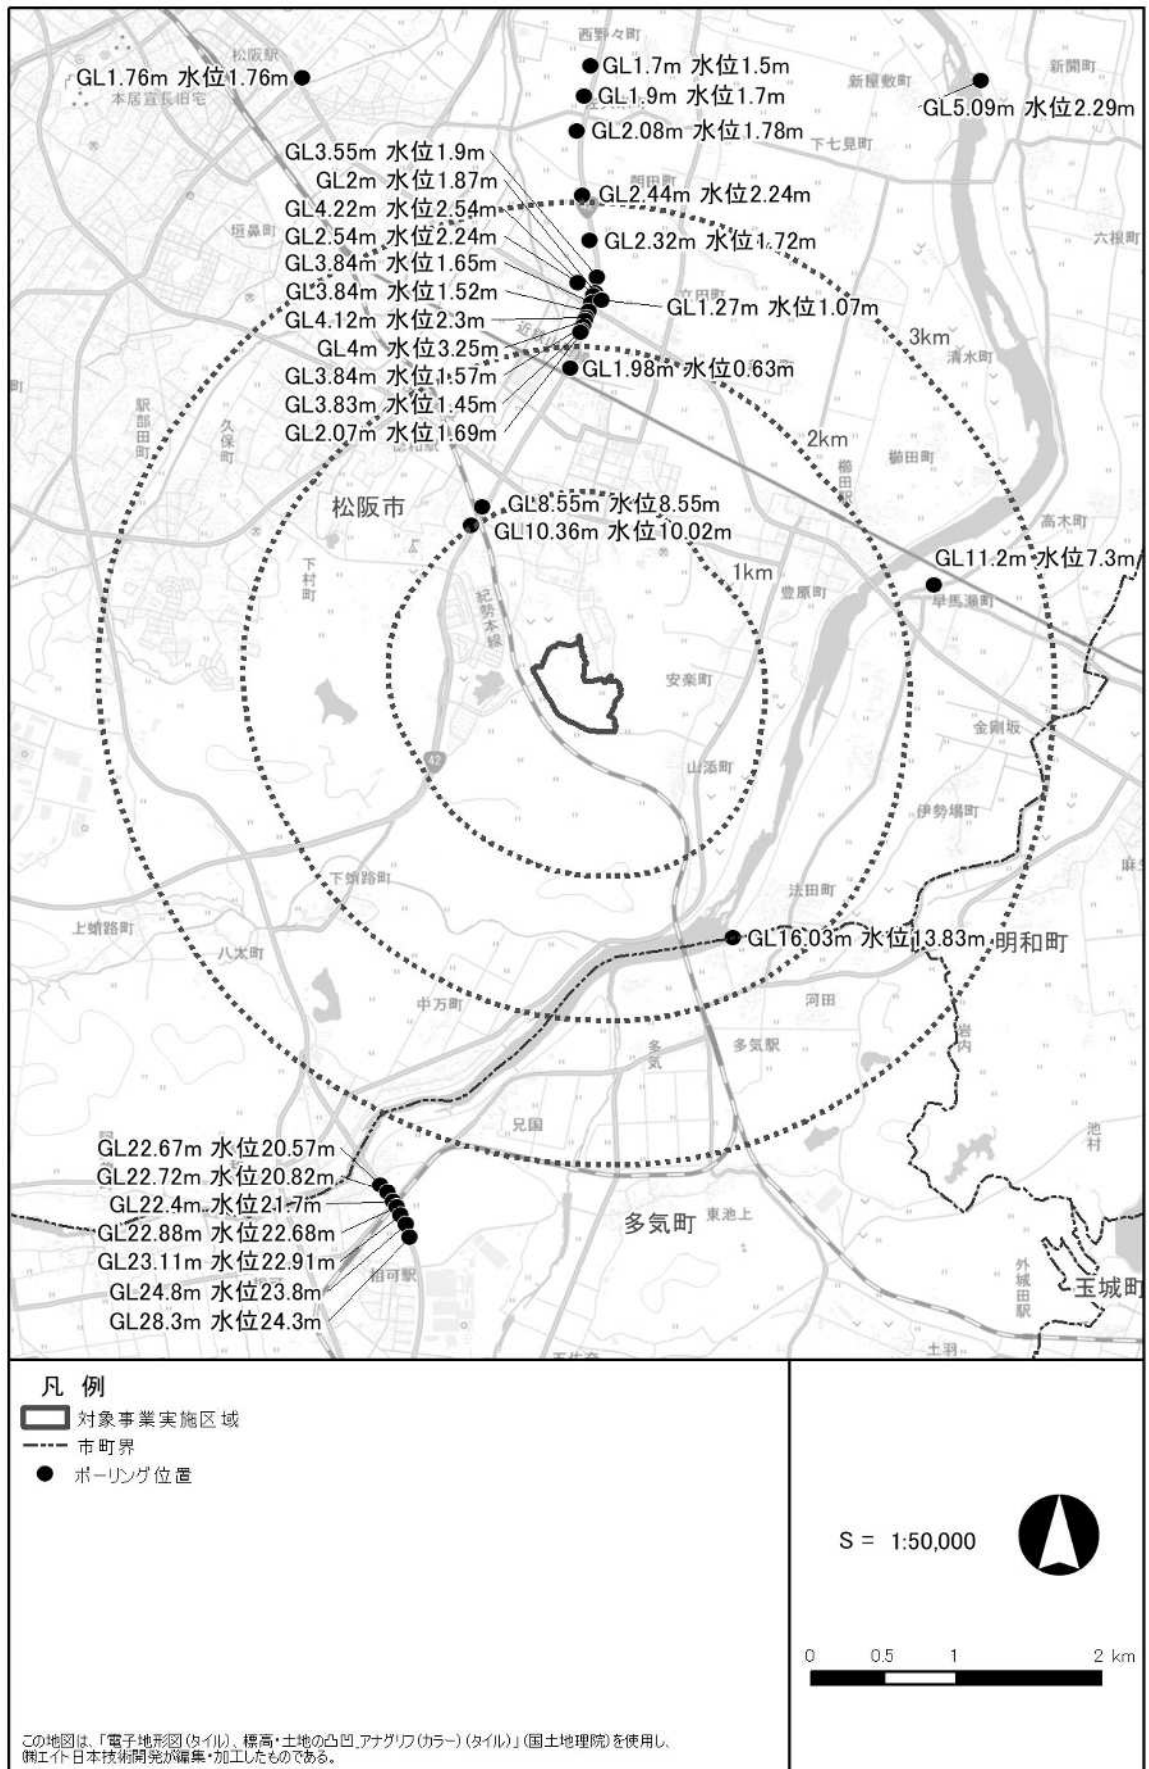 西野々町
松阪駅
GL1.76m 水位1.76m
本居宣長旧宅
GL1.7m 水位1.5m
新屋敷町
新開町
GL1.9m 水位1.7m
GL5.09m 水位2.29m
GL2.08m 水位1.78m
下七見町
GL3.55m 水位1.9m
GL2m 水位1.87m
朝田町
GL4.22m 水位2.54m
GL2.44m 水位2.24m
垣鼻町
GL2.54m 水位2.24m
GL2.32m 水位1.72m
六根町
GL3.84m 水位1.65m
GL3.84m 水位1.52m
立田町
GL1.27m 水位1.07m
GL4.12m 水位2.3m
3km
GL4m 水位3.25m
清水町
GL3.84m 水位1.57m
GL1.98m 水位0.63m
GL3.83m 水位1.45m
駅部田町
久保町
GL2.07m 水位1.69m
2km
櫛田町
櫛田駅
松阪市
GL8.55m 水位8.55m
高木町
GL10.36m 水位10.02m
GL11.2m 水位7.3m
下村町
1km
豊原町
早馬瀬町
紀勢本線
安楽町
金剛坂
42
山添町
伊勢場町
下蛸路町
法田町
上蛸路町
八太町
GL16.03m 水位13.83m
明和町
中万町
河田
岩内
多気
多気駅
兄国
池村
GL22.67m 水位20.57m
GL22.72m 水位20.82m
GL22.4m 水位21.7m
多気町
東池上
GL22.88m 水位22.68m
GL23.11m 水位22.91m
相可駅
外城田駅
GL24.8m 水位23.8m
玉城町
GL28.3m 水位24.3m
土羽
凡 例
対象事業実施区域
市町界
ボーリング位置
S = 1:50,000
0 0.5 1 2 km
この地図は、「電子地形図(タイル)、標高・土地の凸凹_アナグリフ(カラー)(タイル)」(国土地理院)を使用し、
㈱エイト日本技術開発が編集・加工したものである。